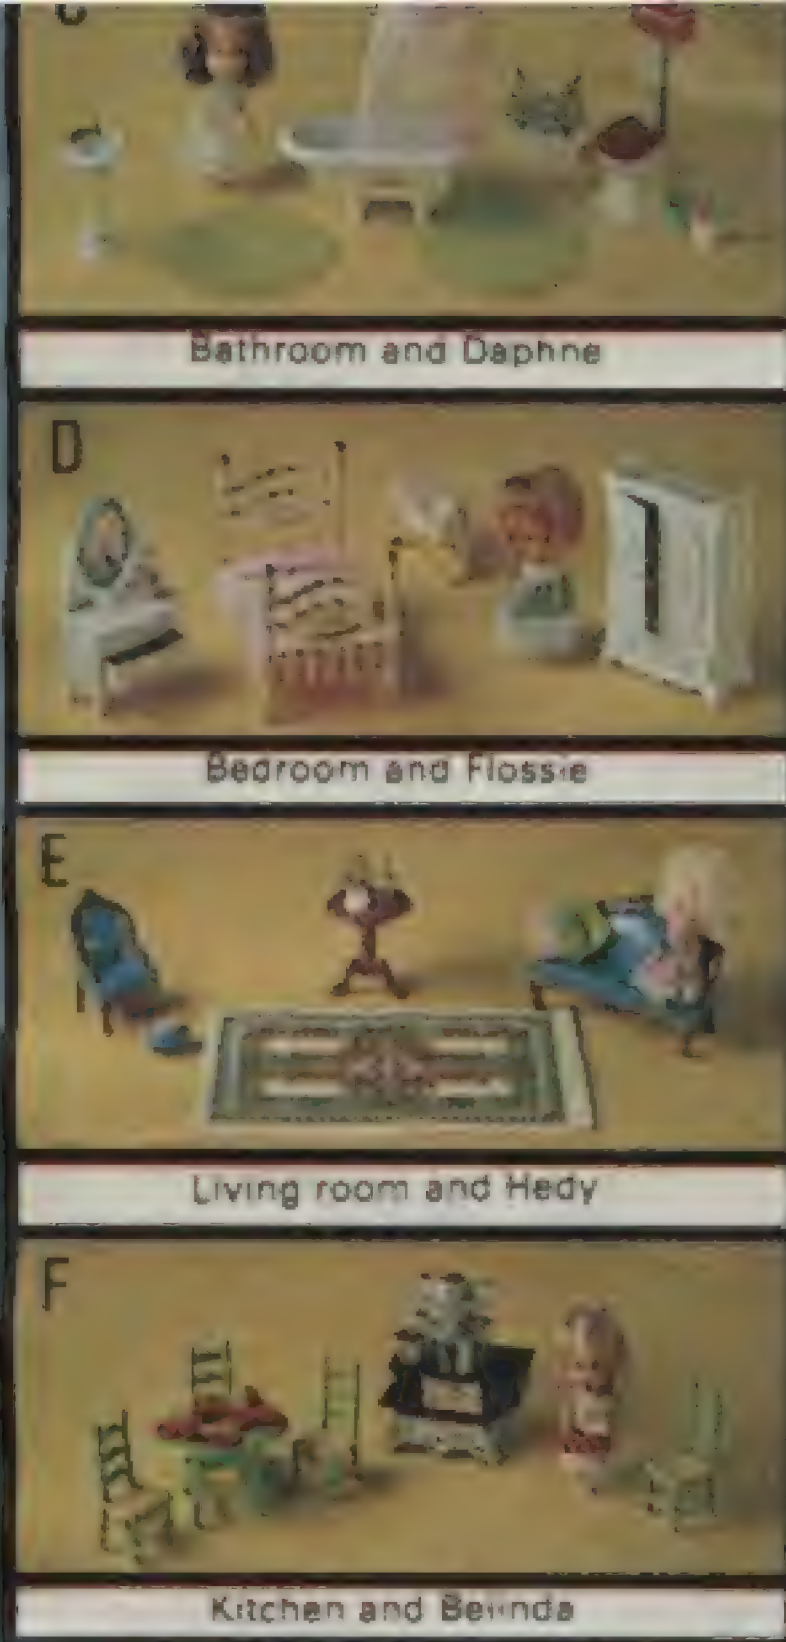 C
Bathroom and Daphne
D
Bedroom and Flossie
E
Living room and Hedy
F
Kitchen and Belinda